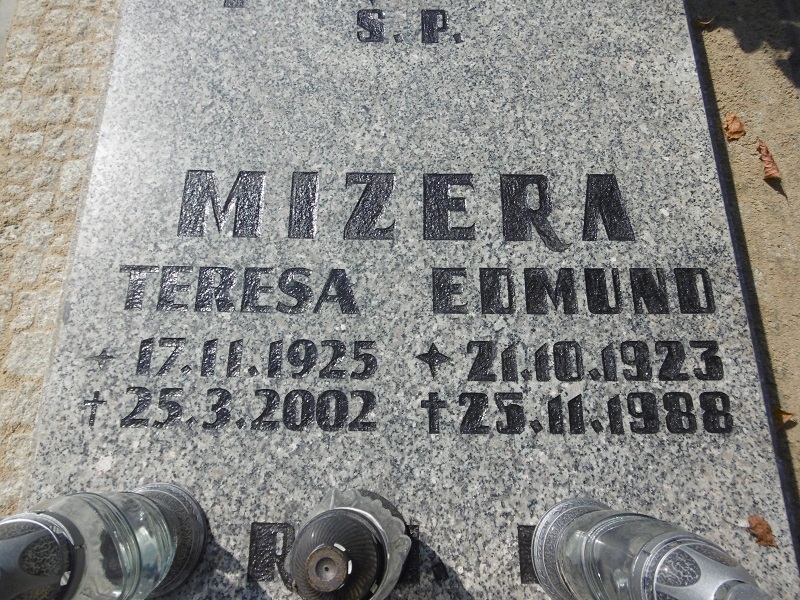 Ś. P.
MIZERA
TERESA EDMUND
17.11.1925 21.10.1923
25.3.2002 25.11.1988